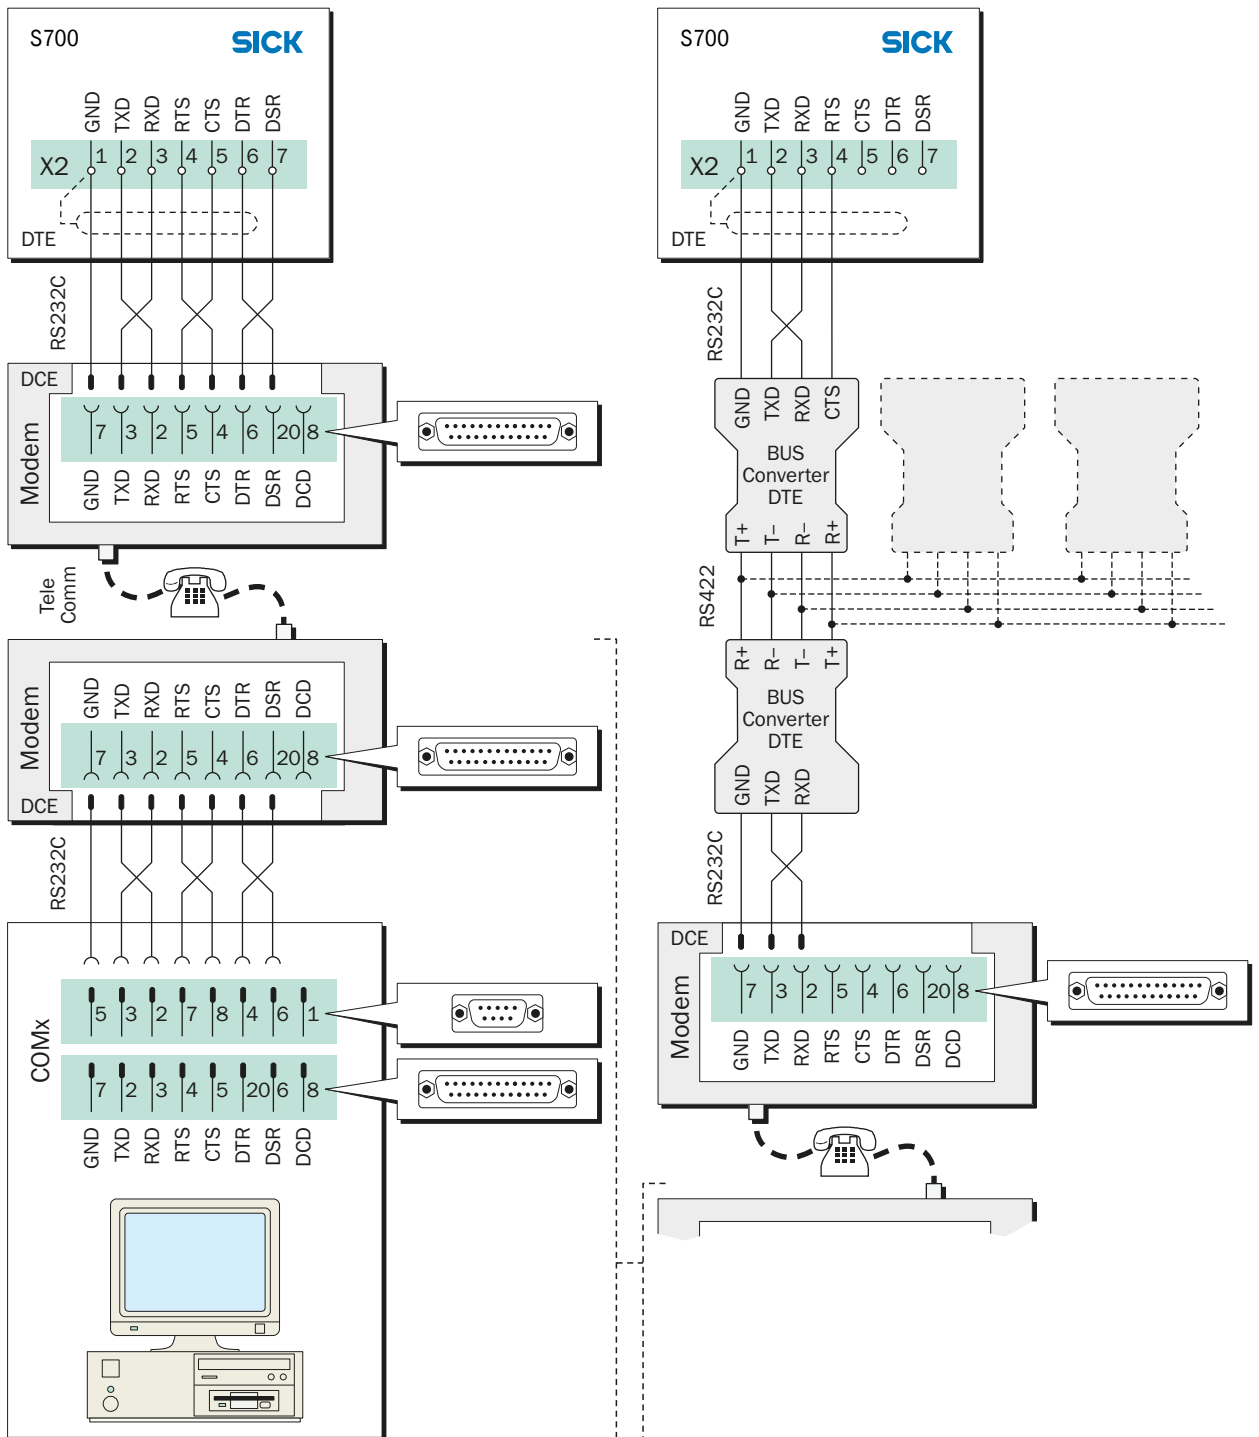 S700 SICK
GND TXD RXD RTS CTS DTR DSR
X2 1 2 3 4 5 6 7
DTE
RS232C
DCE
Modem
7 3 2 5 4 6 20 8
GND TXD RXD RTS CTS DTR DSR DCD
Tele
Comm
Modem
GND TXD RXD RTS CTS DTR DSR DCD
7 3 2 5 4 6 20 8
DCE
RS232C
COMx
5 3 2 7 8 4 6 1
7 2 3 4 5 20 6 8
GND TXD RXD RTS CTS DTR DSR DCD
S700 SICK
GND TXD RXD RTS CTS DTR DSR
X2 1 2 3 4 5 6 7
DTE
RS232C
GND TXD RXD CTS
BUS
Converter
DTE
T+ T– R– R+
RS422
R+ R– T– T+
BUS
Converter
DTE
GND TXD RXD
RS232C
DCE
Modem
7 3 2 5 4 6 20 8
GND TXD RXD RTS CTS DTR DSR DCD